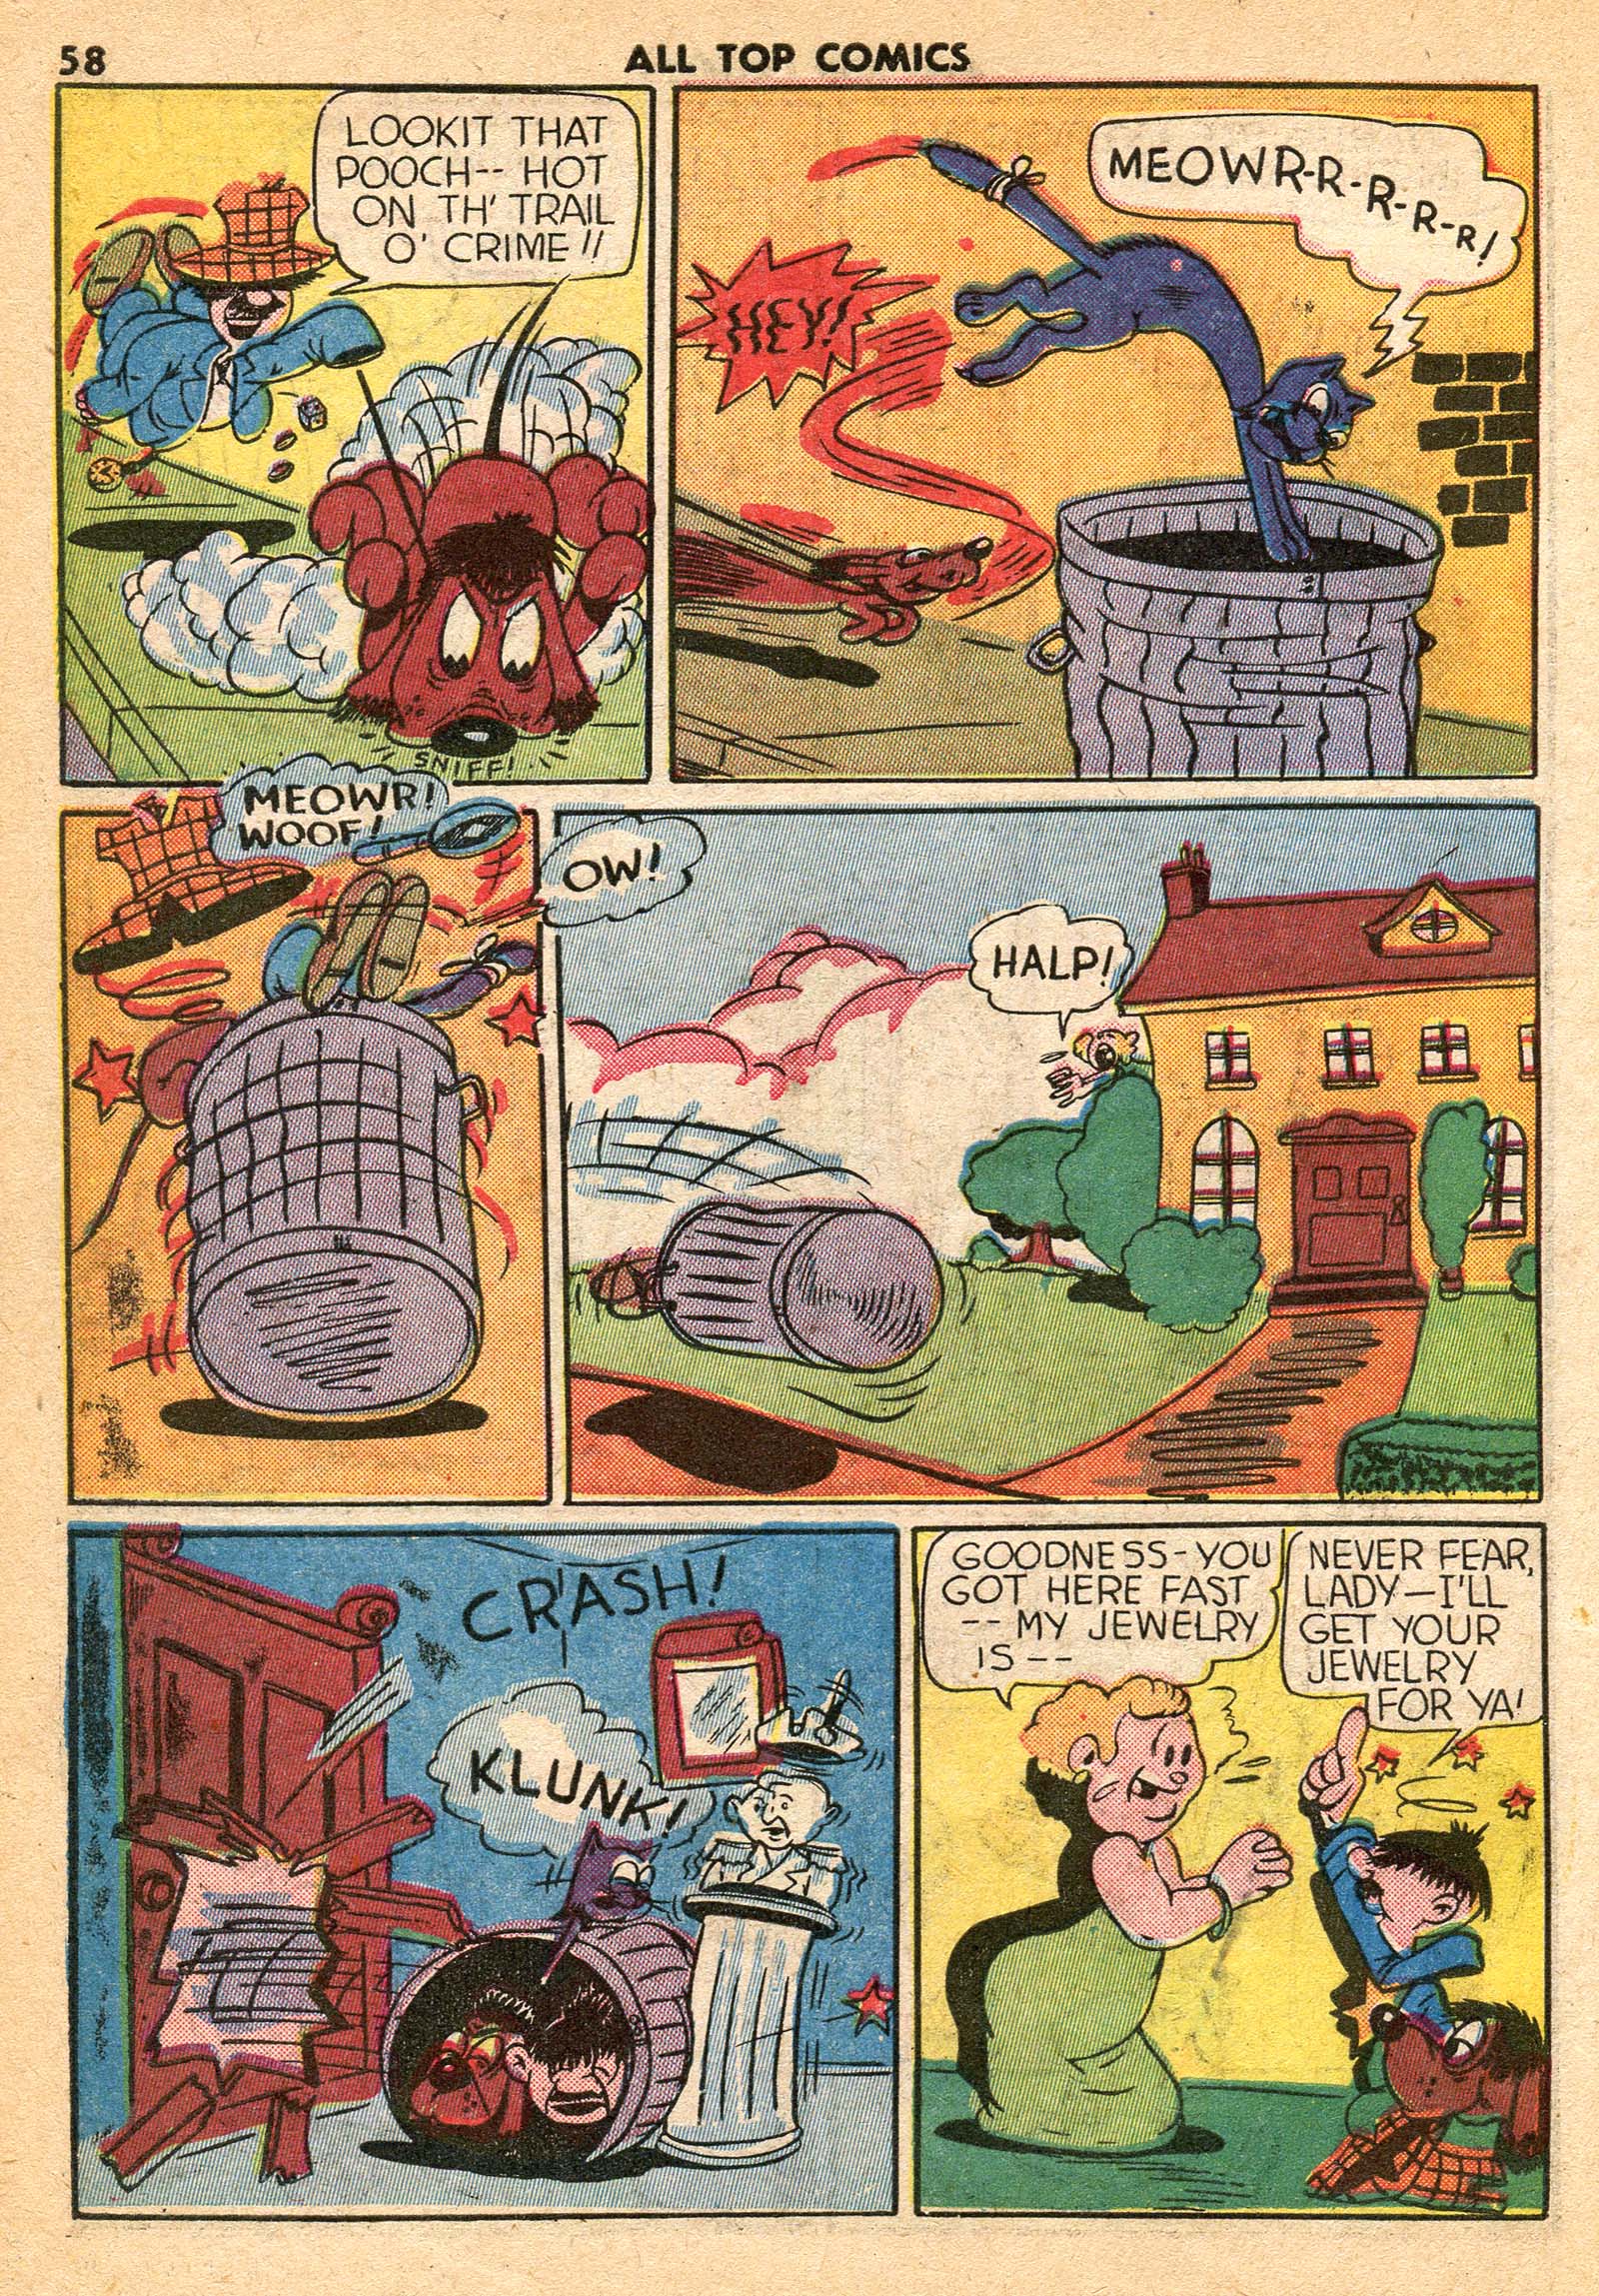 58
ALL TOP COMICS
LOOKIT THAT
POOCH-- HOT
ON TH' TRAIL
O' CRIME!!
SNIFF!
HEY!
MEOWR-R-R-R-R!
MEOWR!
WOOF!
OW!
HALP!
CRASH!
KLUNK!
GOODNESS-YOU
GOT HERE FAST
-- MY JEWELRY
IS --
NEVER FEAR,
LADY—I'LL
GET YOUR
JEWELRY
FOR YA!